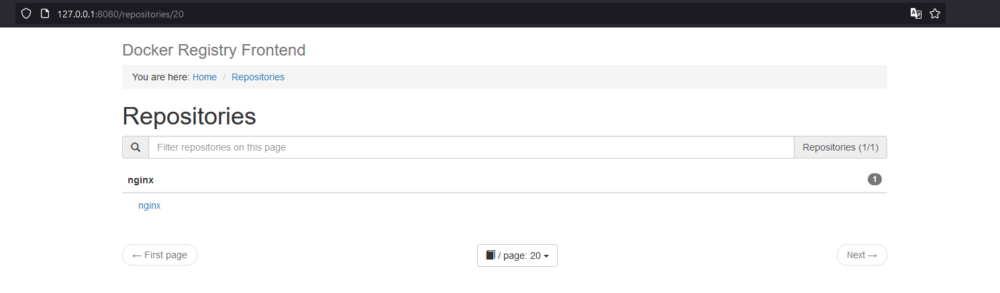 127.0.0.1:8080/repositories/20
Docker Registry Frontend
You are here: Home / Repositories
Repositories
Filter repositories on this page Repositories (1/1)
nginx 1
nginx
← First page / page: 20 Next →